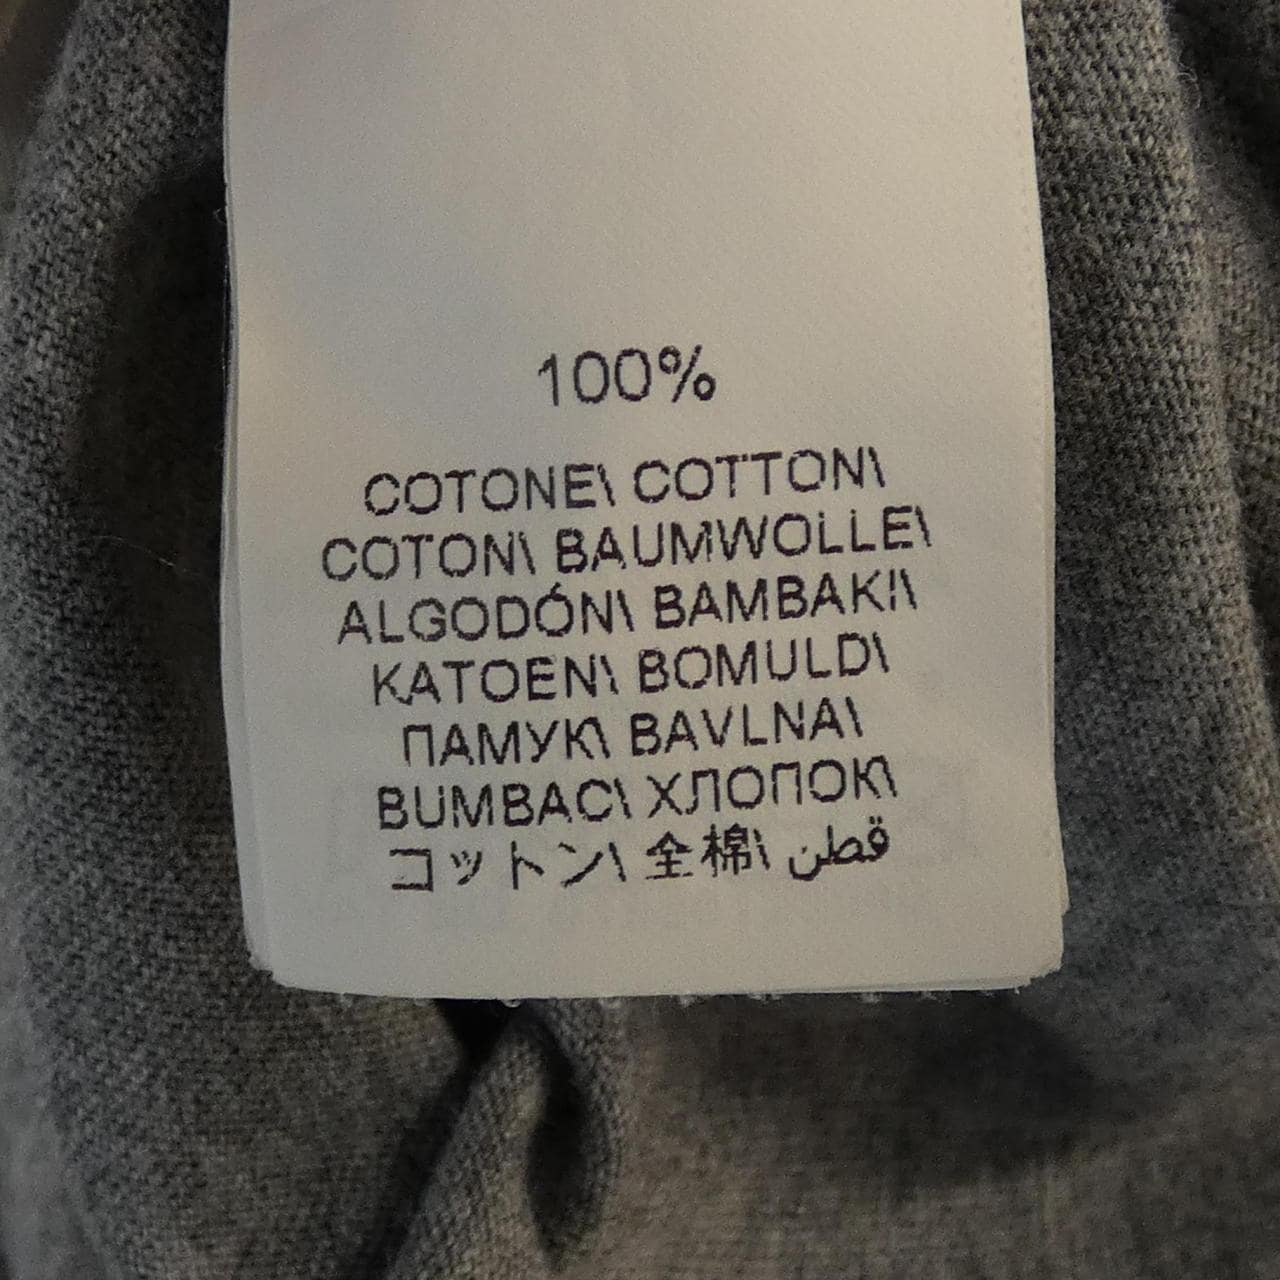 100%
COTONE\ COTTON\
COTON\ BAUMWOLLE\
ALGODÓN\ BAMBAKI\
KATOEN\ BOMULD\
ПАМУК\ BAVLNA\
BUMBAC\ ХЛОПОК\
コットン\ 全棉\ قطن